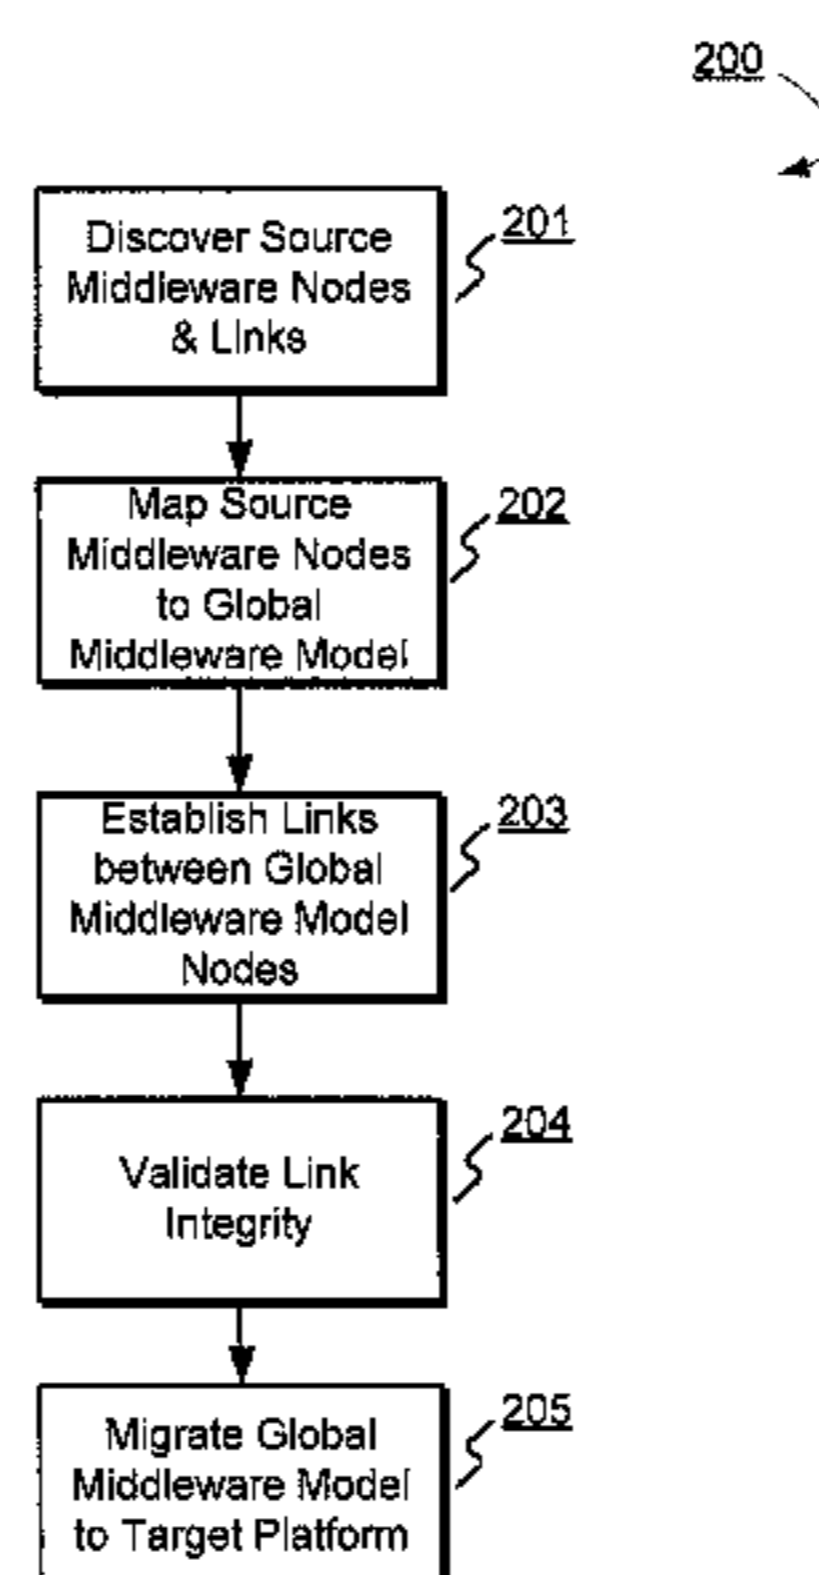 200
Discover Source
Middleware Nodes
& Links
201
Map Source
Middleware Nodes
to Global
Middleware Model
202
Establish Links
between Global
Middleware Model
Nodes
203
Validate Link
Integrity
204
Migrate Global
Middleware Model
to Target Platform
205